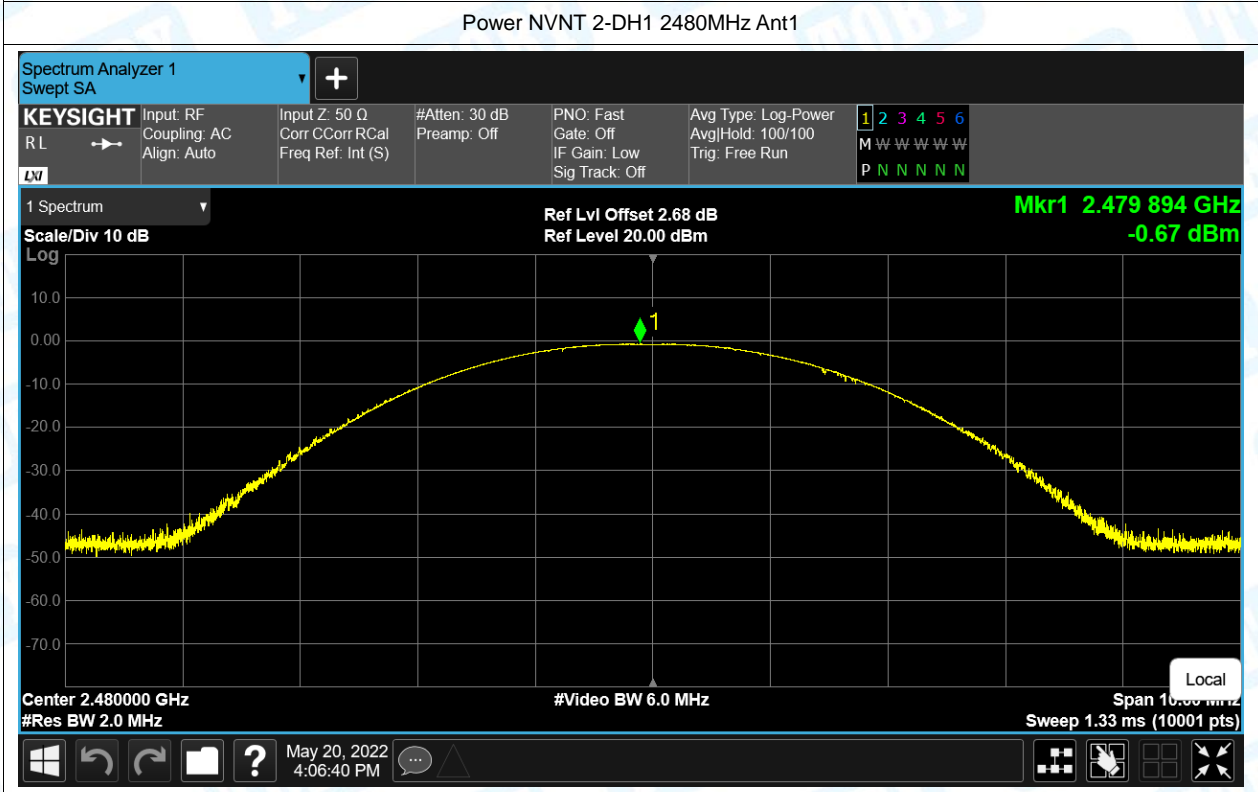 Power NVNT 2-DH1 2480MHz Ant1
Spectrum Analyzer 1
Swept SA
KEYSIGHT
RL
LXI
Input: RF
Coupling: AC
Align: Auto
Input Z: 50 Ω
Corr CCorr RCal
Freq Ref: Int (S)
#Atten: 30 dB
Preamp: Off
PNO: Fast
Gate: Off
IF Gain: Low
Sig Track: Off
Avg Type: Log-Power
Avg|Hold: 100/100
Trig: Free Run
1 2 3 4 5 6
M W W W W W
P N N N N N
1 Spectrum
Scale/Div 10 dB
Log
Ref Lvl Offset 2.68 dB
Ref Level 20.00 dBm
Mkr1 2.479 894 GHz
-0.67 dBm
10.0
0.00
-10.0
-20.0
-30.0
-40.0
-50.0
-60.0
-70.0
1
Local
Center 2.480000 GHz
#Res BW 2.0 MHz
#Video BW 6.0 MHz
Span 10.00 MHz
Sweep 1.33 ms (10001 pts)
?
May 20, 2022
4:06:40 PM